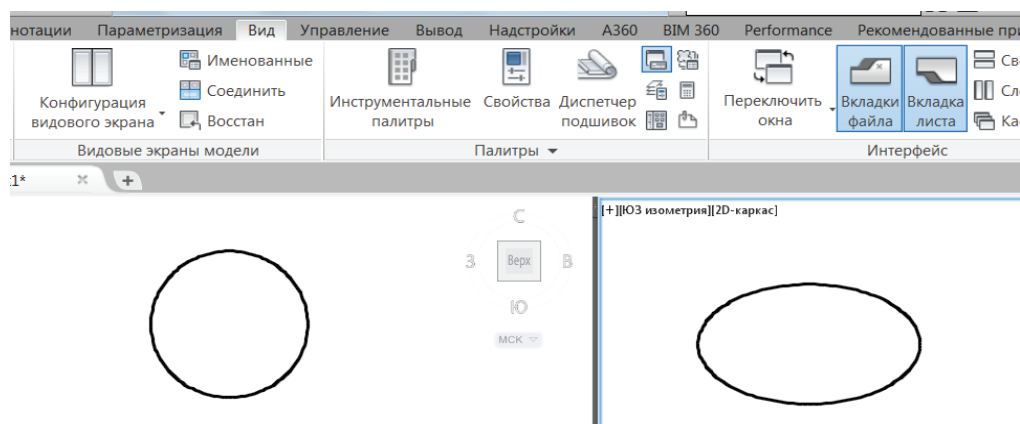 нотации Параметризация Вид Управление Вывод Надстройки A360 BIM 360 Performance Рекомендованные при
Конфигурация видового экрана
Именованные
Соединить
Восстан
Инструментальные палитры
Свойства
Диспетчер подшивок
Переключить окна
Вкладки файла
Вкладка листа
Св
Сл
Ка
Видовые экраны модели
Палитры
Интерфейс
1*
С
З
Верх
В
Ю
МСК
[+][ЮЗ изометрия][2D-каркас]